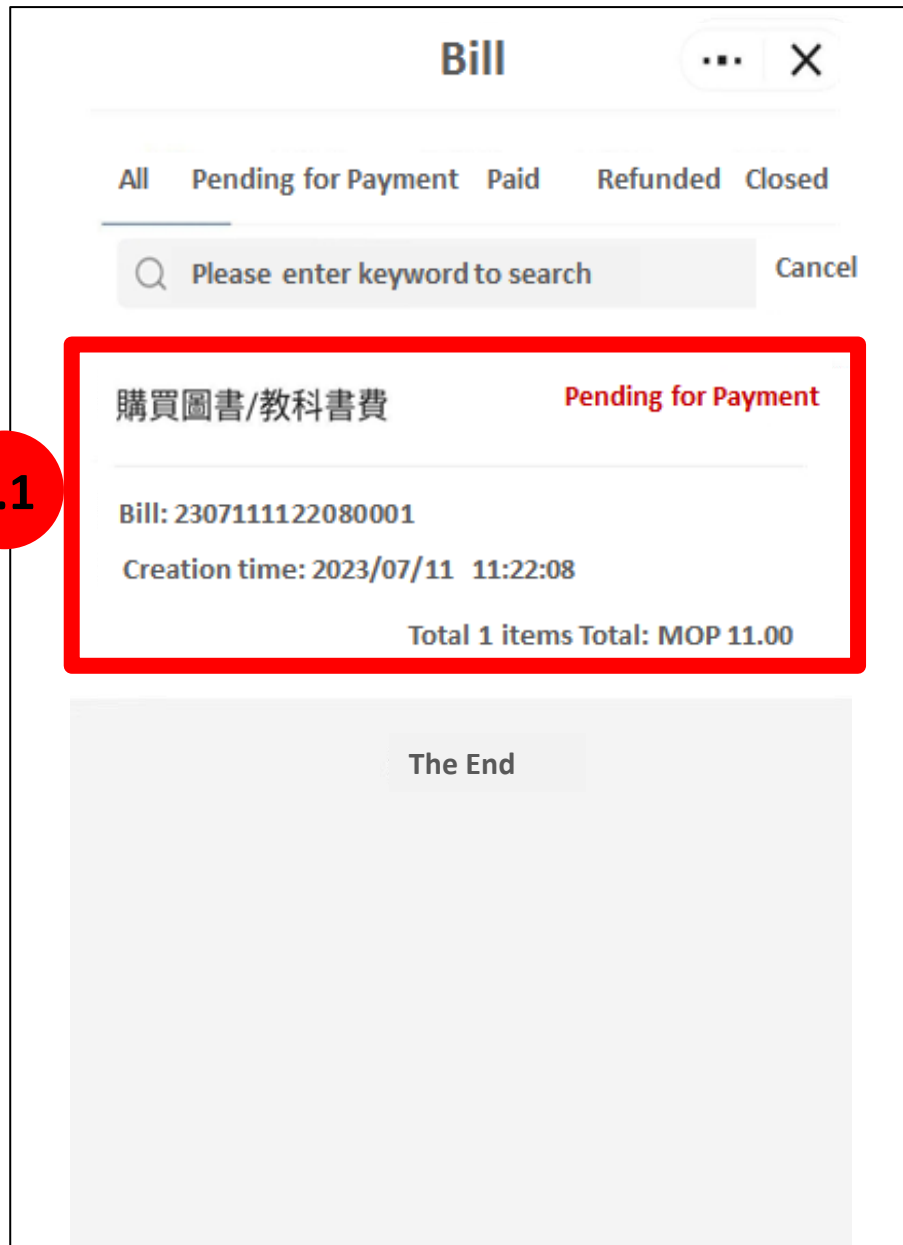 Bill
All Pending for Payment Paid Refunded Closed
Please enter keyword to search Cancel
購買圖書/教科書費 Pending for Payment
.1
Bill: 2307111122080001
Creation time: 2023/07/11 11:22:08
Total 1 items Total: MOP 11.00
The End